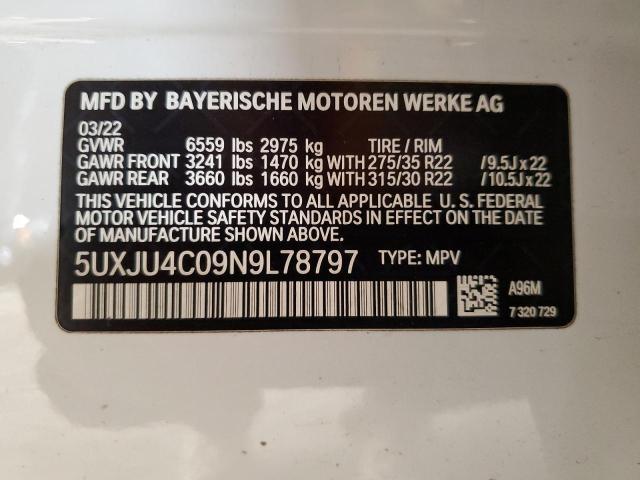 MFD BY BAYERISCHE MOTOREN WERKE AG
03/22
GVWR 6559 lbs 2975 kg TIRE / RIM
GAWR FRONT 3241 lbs 1470 kg WITH 275/35 R22 /9.5J x 22
GAWR REAR 3660 lbs 1660 kg WITH 315/30 R22 /10.5J x 22
THIS VEHICLE CONFORMS TO ALL APPLICABLE U. S. FEDERAL
MOTOR VEHICLE SAFETY STANDARDS IN EFFECT ON THE DATE
OF MANUFACTURE SHOWN ABOVE.
5UXJU4C09N9L78797 TYPE: MPV
A96M
7 320 729